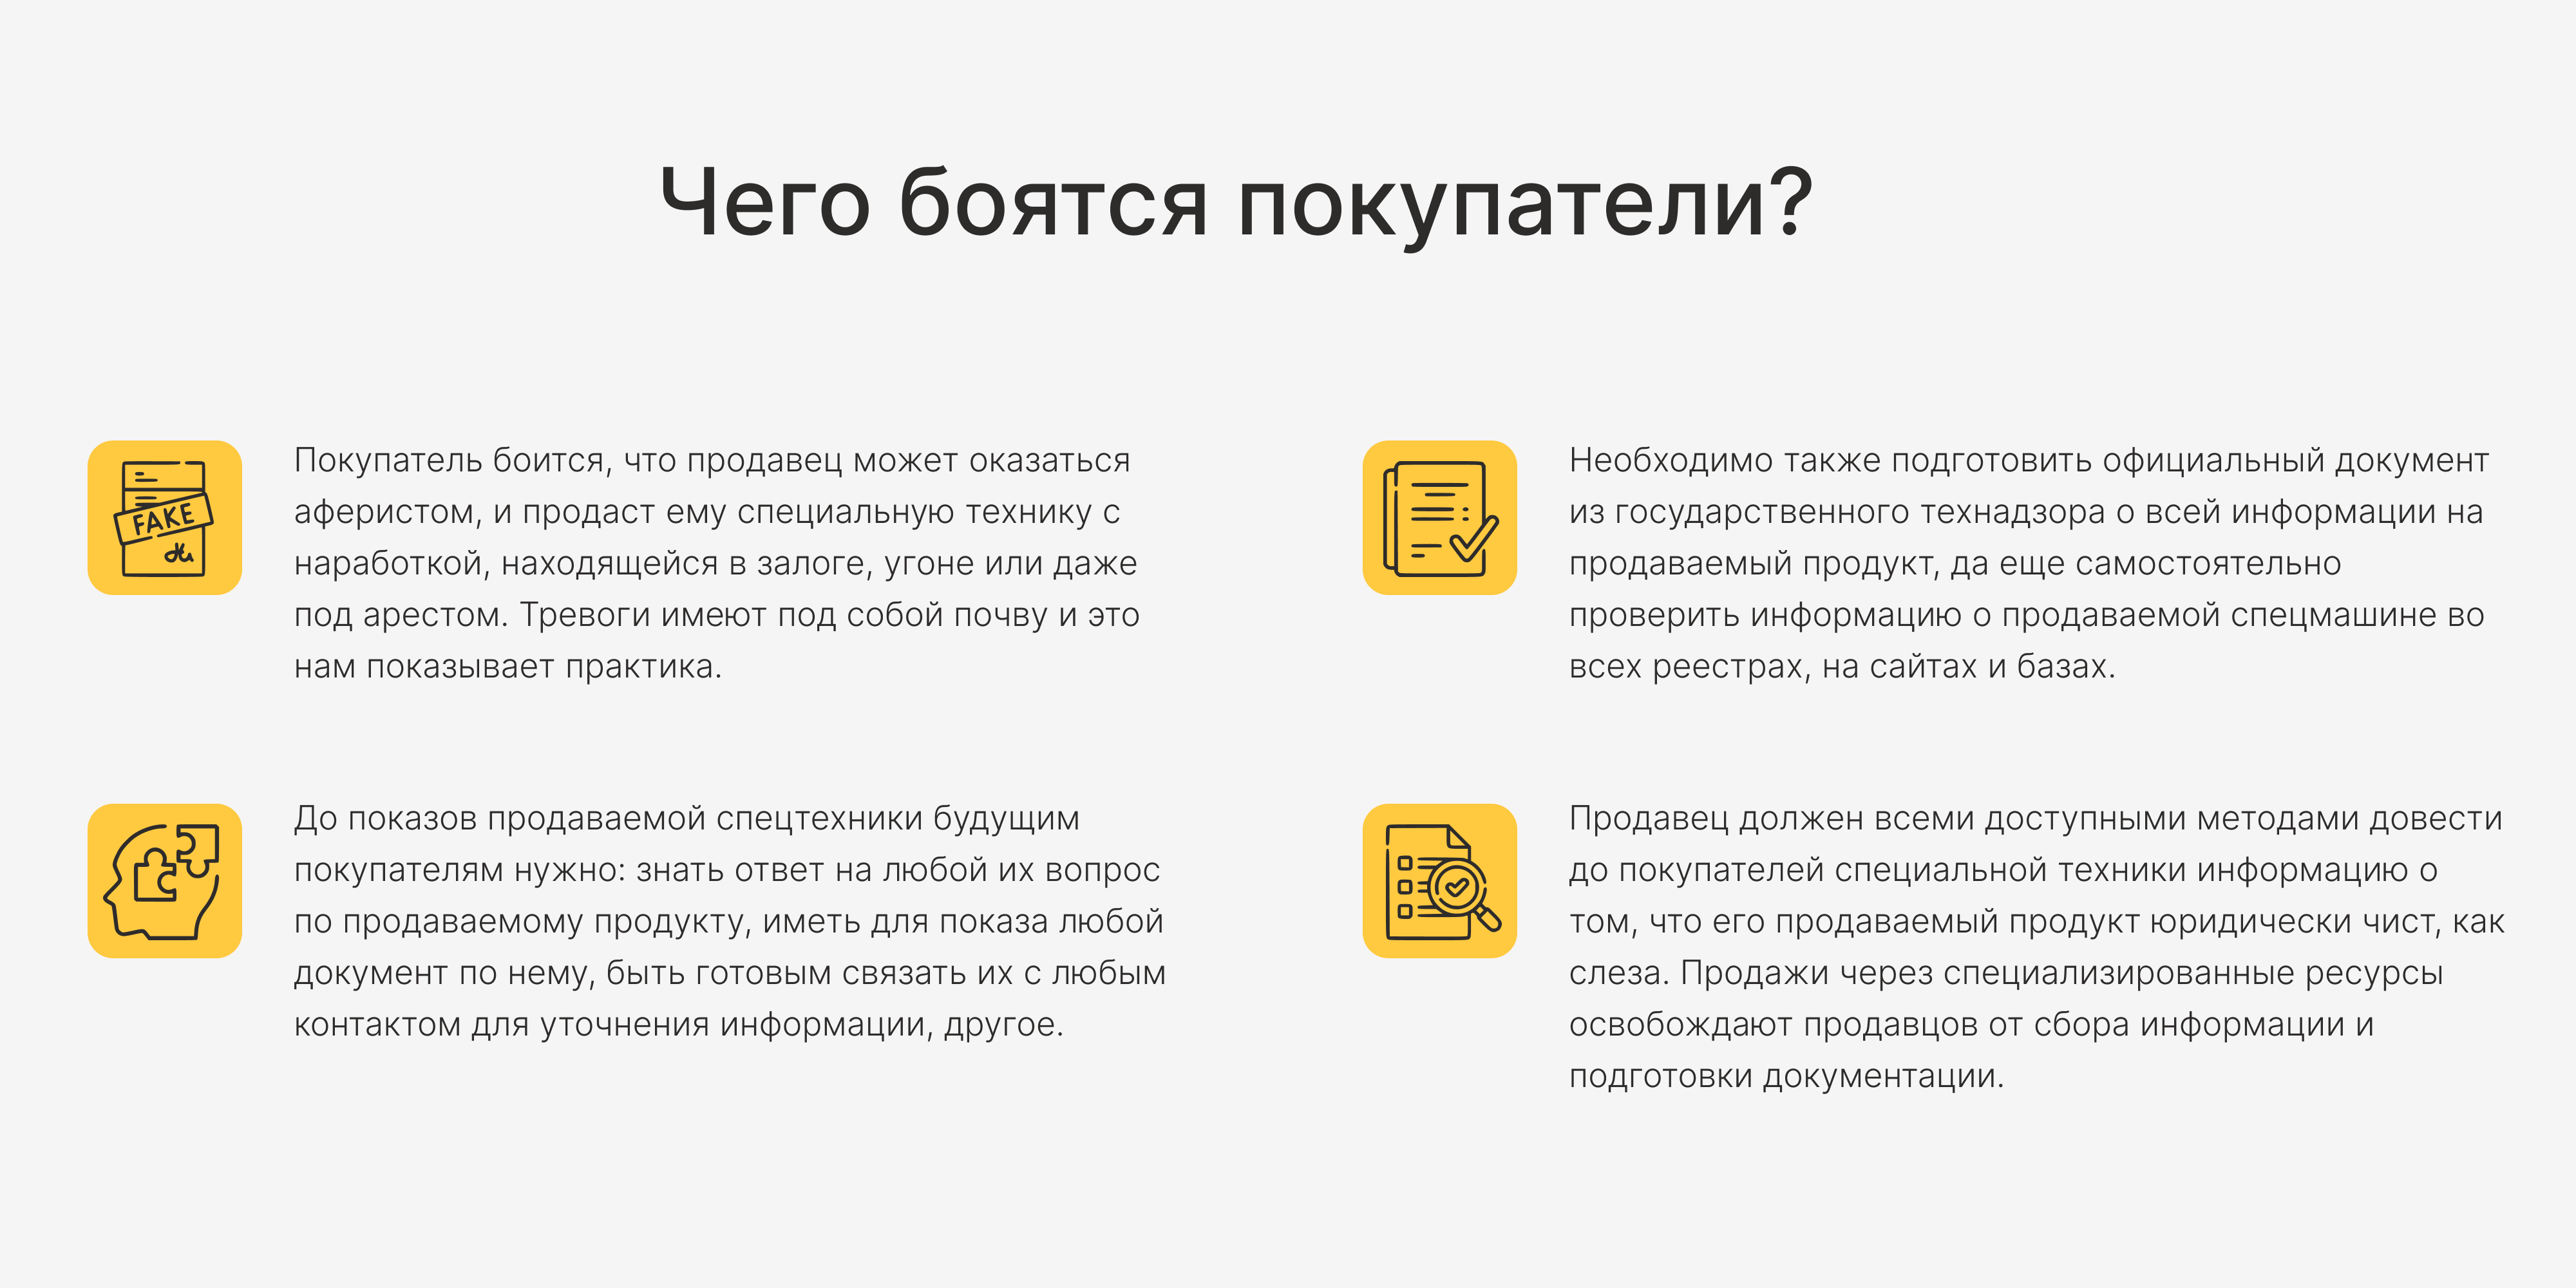 Чего боятся покупатели?
FAKE
Покупатель боится, что продавец может оказаться
аферистом, и продаст ему специальную технику с
наработкой, находящейся в залоге, угоне или даже
под арестом. Тревоги имеют под собой почву и это
нам показывает практика.
Необходимо также подготовить официальный документ
из государственного технадзора о всей информации на
продаваемый продукт, да еще самостоятельно
проверить информацию о продаваемой спецмашине во
всех реестрах, на сайтах и базах.
До показов продаваемой спецтехники будущим
покупателям нужно: знать ответ на любой их вопрос
по продаваемому продукту, иметь для показа любой
документ по нему, быть готовым связать их с любым
контактом для уточнения информации, другое.
Продавец должен всеми доступными методами довести
до покупателей специальной техники информацию о
том, что его продаваемый продукт юридически чист, как
слеза. Продажи через специализированные ресурсы
освобождают продавцов от сбора информации и
подготовки документации.